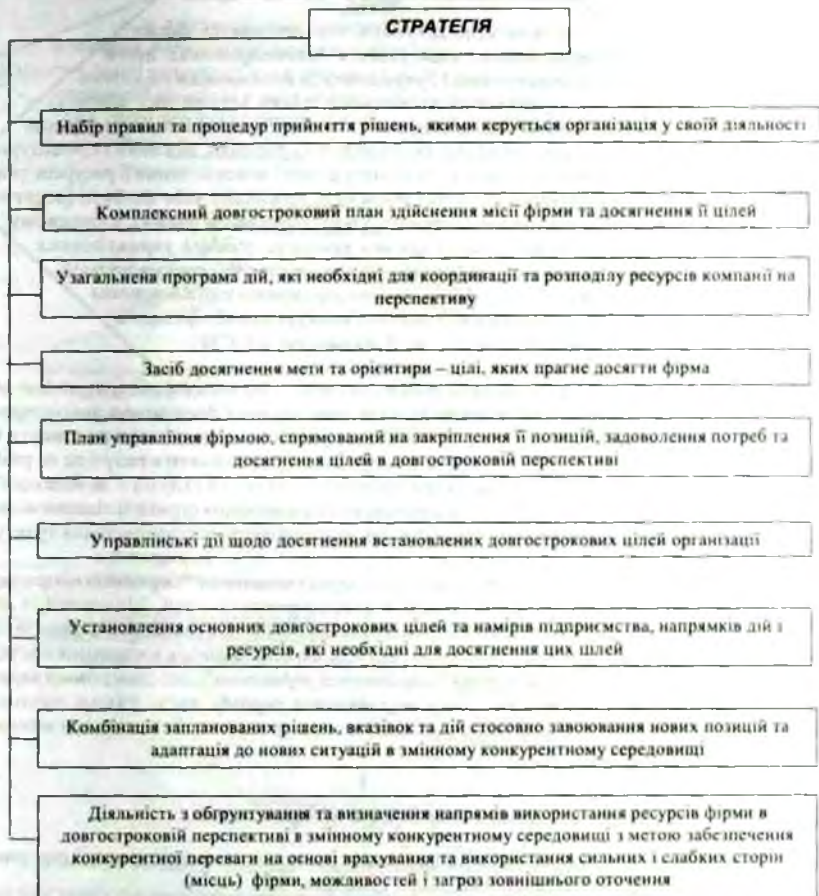 СТРАТЕГІЯ
Набір правил та процедур прийняття рішень, якими керується організація у своїй діяльності
Комплексний довгостроковий план здійснення місії фірми та досягнення її цілей
Узагальнена програма дій, які необхідні для координації та розподілу ресурсів компанії на
перспективу
Засіб досягнення мети та орієнтири – цілі, яких прагне досягти фірма
План управління фірмою, спрямований на закріплення її позицій, задоволення потреб та
досягнення цілей в довгостроковій перспективі
Управлінські дії щодо досягнення встановлених довгострокових цілей організації
Установлення основних довгострокових цілей та намірів підприємства, напрямків дій і
ресурсів, які необхідні для досягнення цих цілей
Комбінація запланованих рішень, вказівок та дій стосовно завоювання нових позицій та
адаптація до нових ситуацій в змінному конкурентному середовищі
Діяльність з обґрунтування та визначення напрямів використання ресурсів фірми в
довгостроковій перспективі в змінному конкурентному середовищі з метою забезпечення
конкурентної переваги на основі врахування та використання сильних і слабких сторін
(місць) фірми, можливостей і загроз зовнішнього оточення